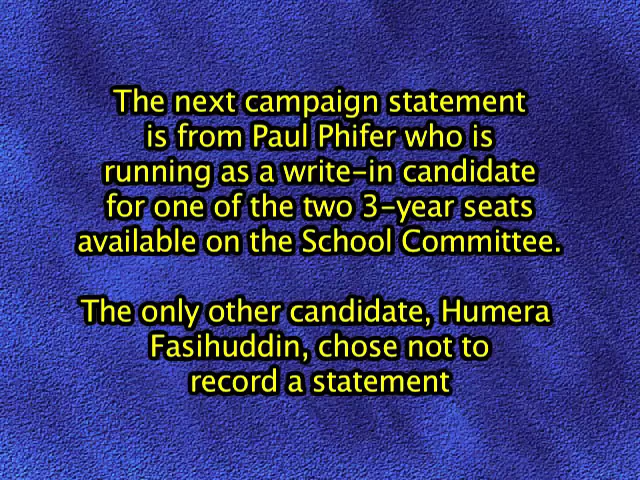 The next campaign statement
is from Paul Phifer who is
running as a write-in candidate
for one of the two 3-year seats
available on the School Committee.
The only other candidate, Humera
Fasihuddin, chose not to
record a statement